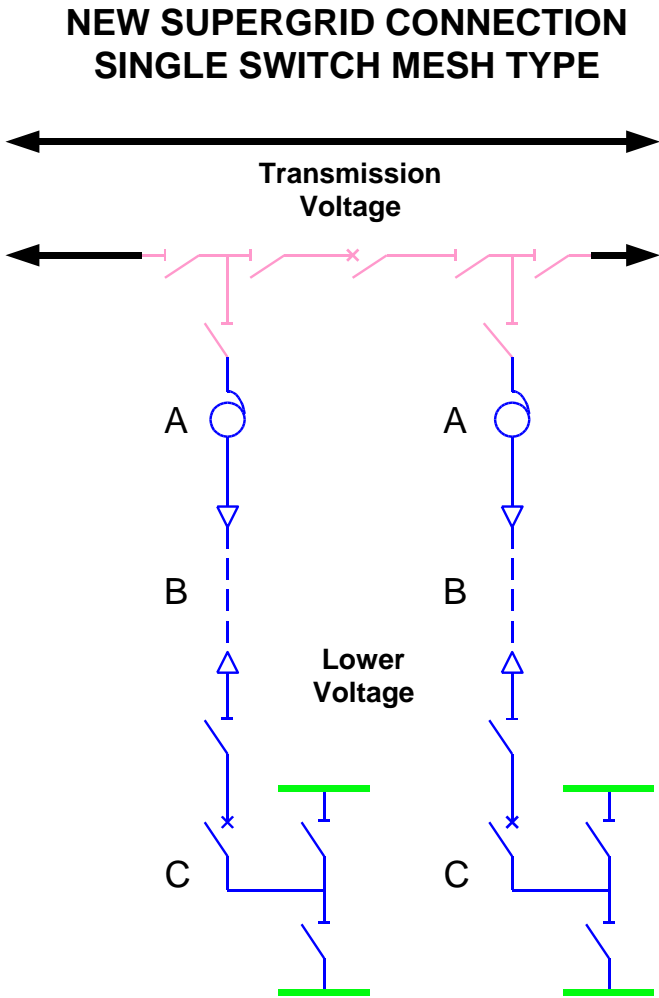 NEW SUPERGRID CONNECTION
SINGLE SWITCH MESH TYPE
Transmission
Voltage
A
A
B
B
Lower
Voltage
C
C